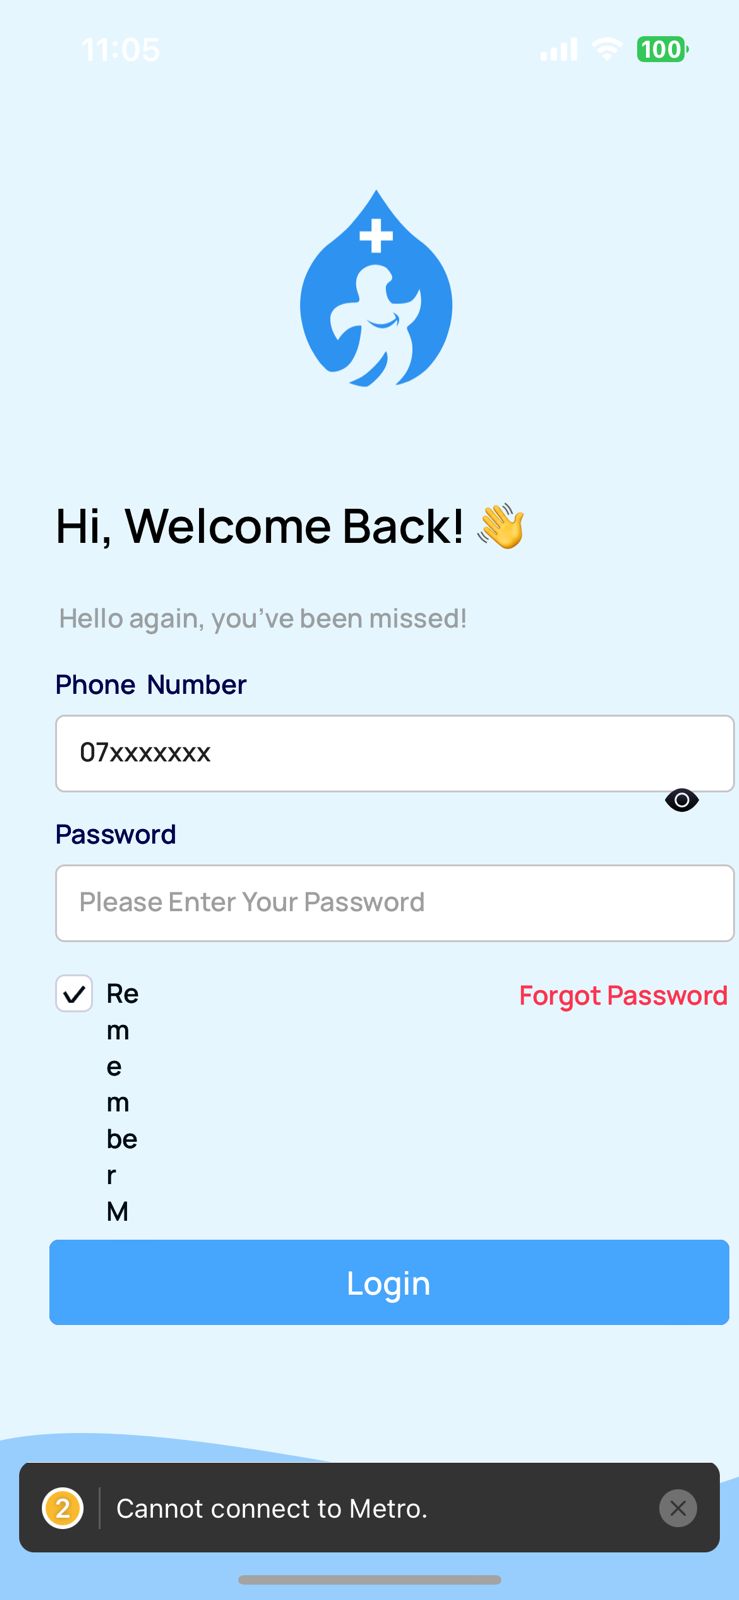 11:05
100
Hi, Welcome Back! 👋
Hello again, you've been missed!
Phone  Number
07xxxxxxx
Password
Please Enter Your Password
Re
m
e
m
be
r
M
Forgot Password
Login
2
Cannot connect to Metro.